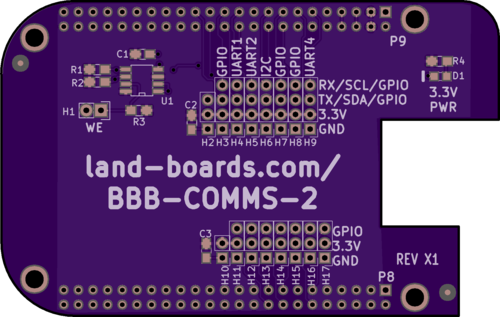 P9
C1
R1
R2
U1
H1
WE
R3
GPIO
UART1
UART2
I2C
GPIO
GPIO
UART4
R4
D1
3.3V
PWR
RX/SCL/GPIO
TX/SDA/GPIO
3.3V
GND
C2
H2 H3 H4 H5 H6 H7 H8 H9
land-boards.com/
BBB-COMMS-2
C3
GPIO
3.3V
GND
H10 H11 H12 H13 H14 H15 H16 H17
REV X1
P8